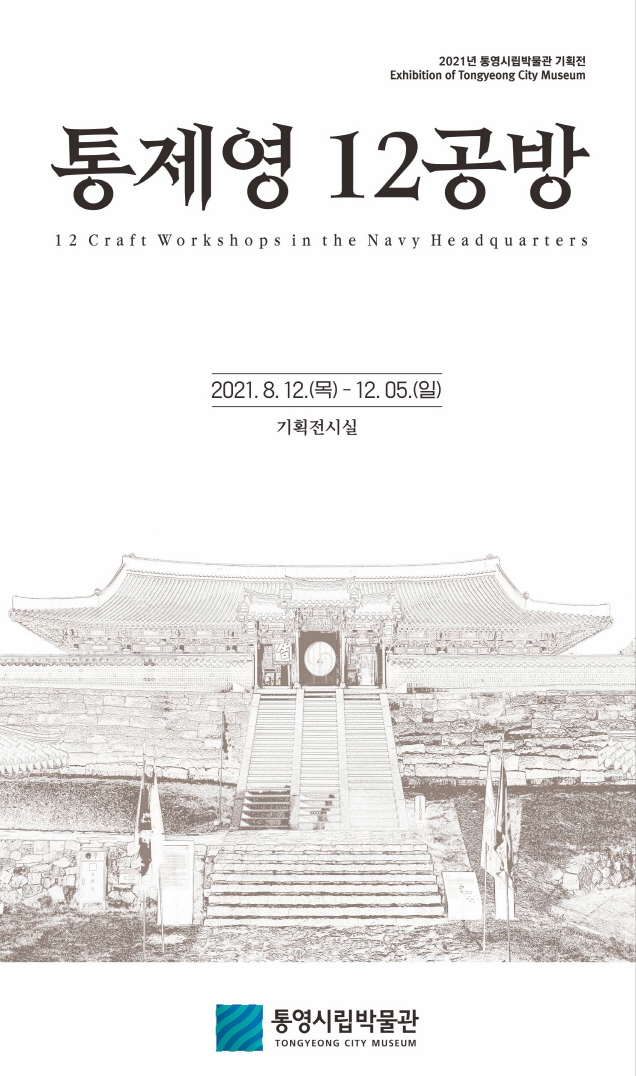 2021년 통영시립박물관 기획전
Exhibition of Tongyeong City Museum
통제영 12공방
12 Craft Workshops in the Navy Headquarters
2021. 8. 12.(목) - 12. 05.(일)
기획전시실
통영시립박물관
TONGYEONG CITY MUSEUM